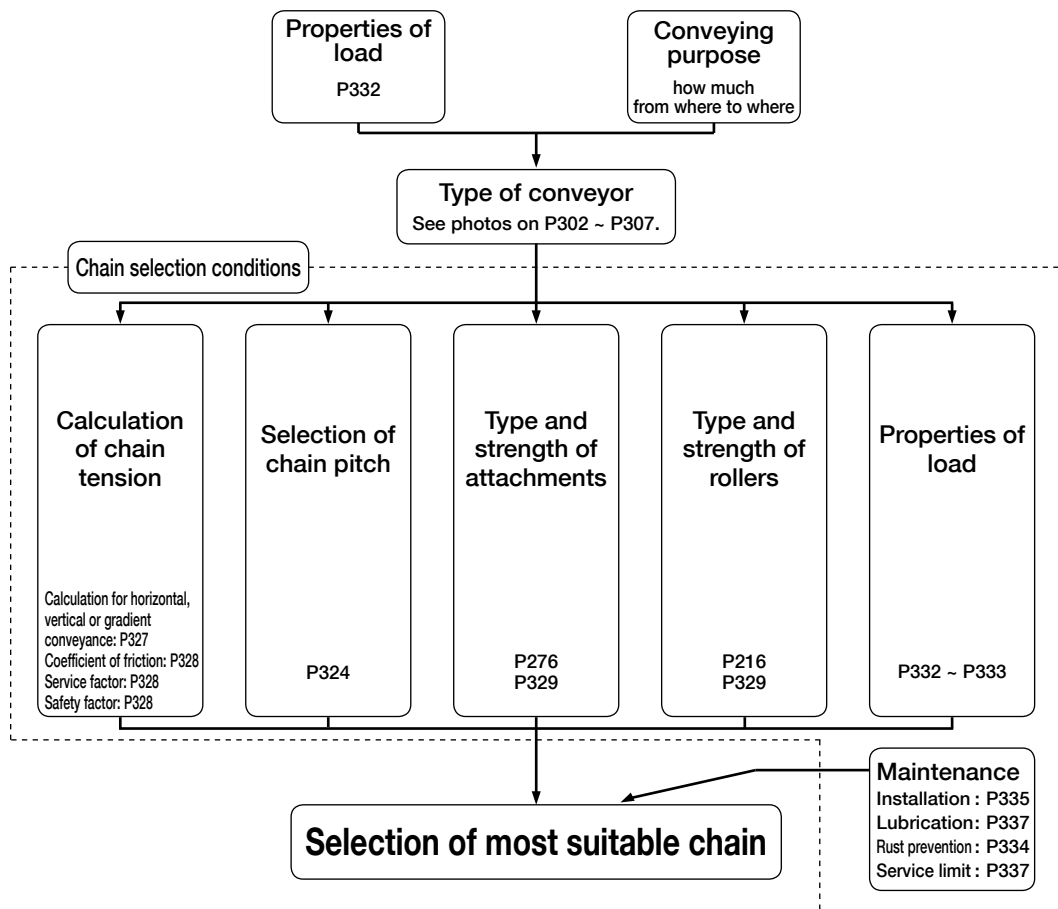 Properties of
load
P332
Conveying
purpose
how much
from where to where
Type of conveyor
See photos on P302 ~ P307.
Chain selection conditions
Calculation
of chain
tension
Calculation for horizontal,
vertical or gradient
conveyance: P327
Coefficient of friction: P328
Service factor: P328
Safety factor: P328
Selection of
chain pitch
P324
Type and
strength of
attachments
P276
P329
Type and
strength of
rollers
P216
P329
Properties of
load
P332 ~ P333
Maintenance
Installation : P335
Lubrication : P337
Rust prevention : P334
Service limit : P337
Selection of most suitable chain